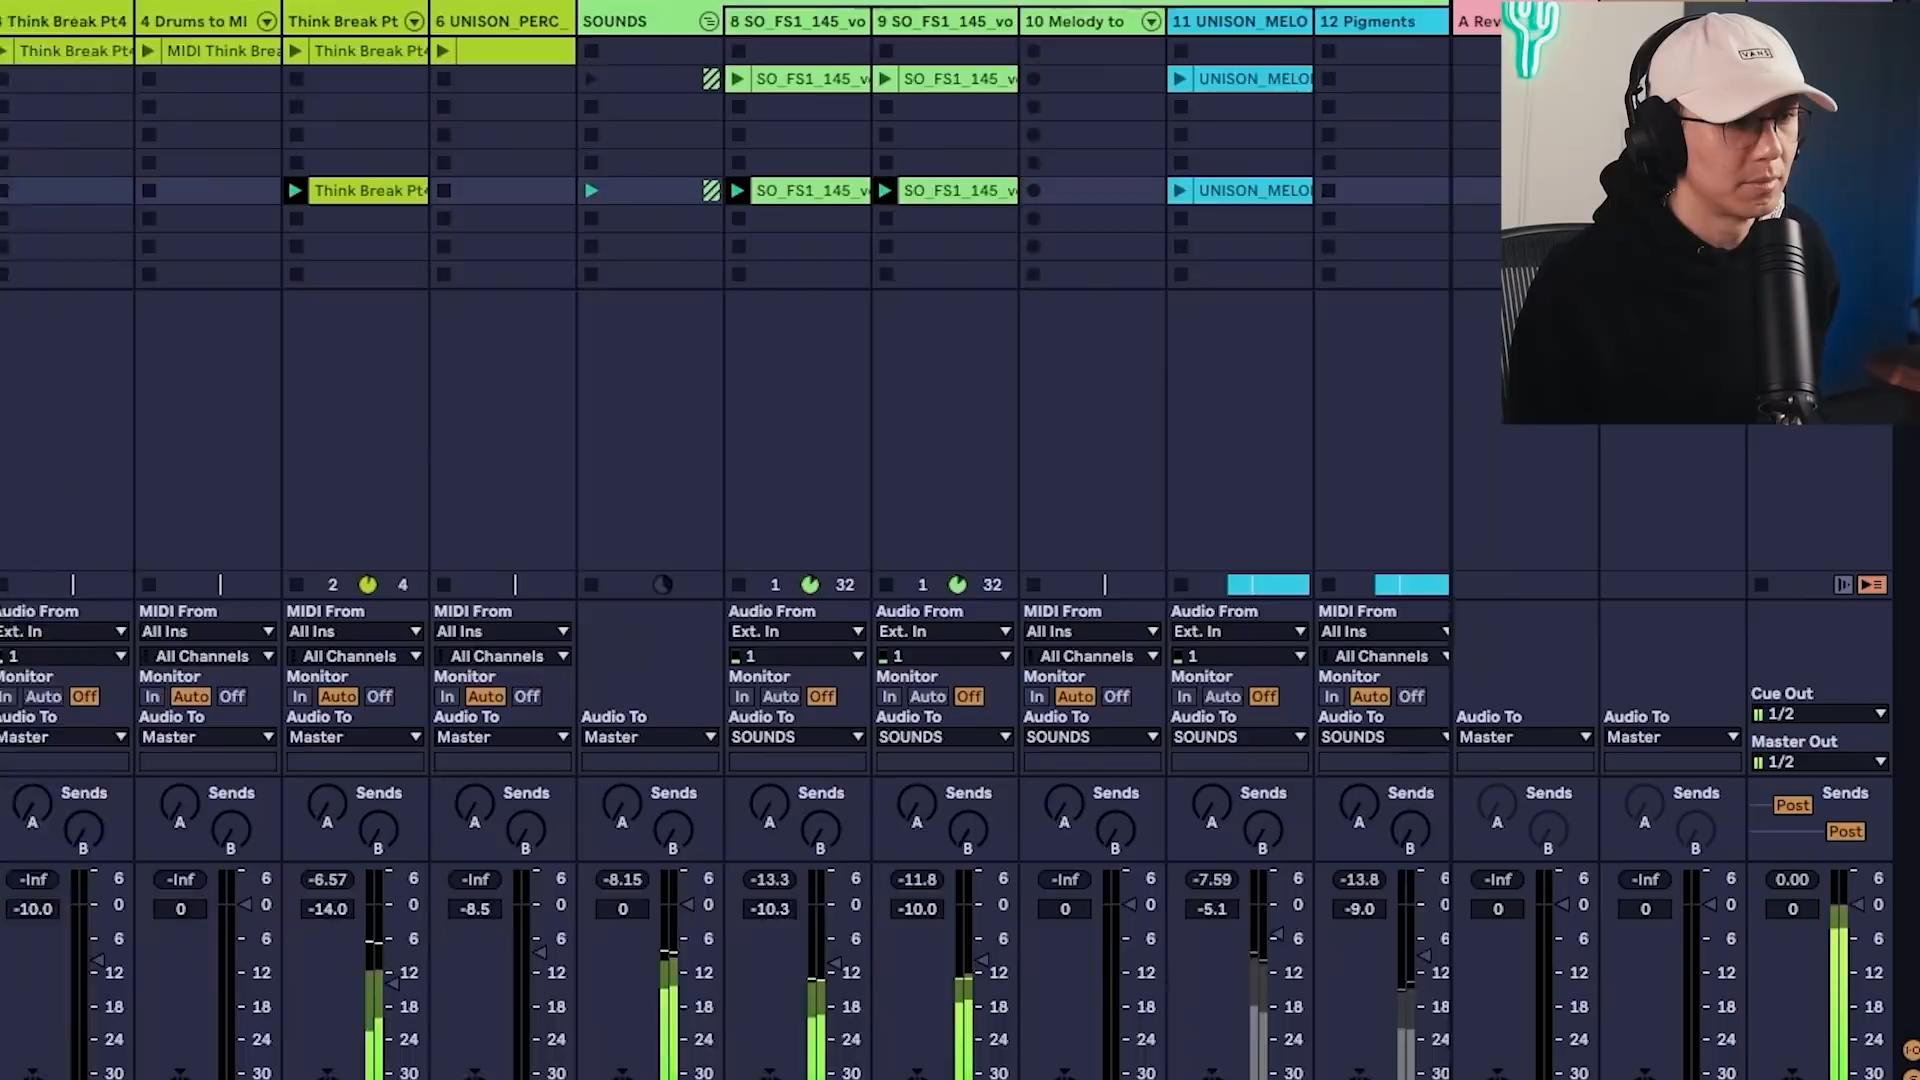 Think Break Pt4 4 Drums to MI Think Break Pt 6 UNISON_PERC_ SOUNDS 8 SO_FS1_145_vo 9 SO_FS1_145_vo 10 Melody to 11 UNISON_MELO 12 Pigments A Rev
VANS
Think Break Pt4 MIDI Think Brea Think Break Pt4
SO_FS1_145_v SO_FS1_145_v UNISON_MELO
Think Break Pt4 SO_FS1_145_v SO_FS1_145_v UNISON_MELO
2 4 1 32 1 32
Audio From MIDI From MIDI From MIDI From Audio From Audio From MIDI From Audio From MIDI From
Ext. In All Ins All Ins All Ins Ext. In Ext. In All Ins Ext. In All Ins
1 All Channels All Channels All Channels 1 1 All Channels 1 All Channels
Monitor Monitor Monitor Monitor Monitor Monitor Monitor Monitor Monitor
In Auto Off In Auto Off In Auto Off In Auto Off In Auto Off In Auto Off In Auto Off In Auto Off In Auto Off Cue Out
Audio To Audio To Audio To Audio To Audio To Audio To Audio To Audio To Audio To Audio To Audio To Audio To 1/2
Master Master Master Master Master SOUNDS SOUNDS SOUNDS SOUNDS SOUNDS Master Master Master Out
1/2
Sends Sends Sends Sends Sends Sends Sends Sends Sends Sends Sends Sends Sends
A A A A A A A A A A A A Post
B B B B B B B B B B B B Post
-Inf 6 -Inf 6 -6.57 6 -Inf 6 -8.15 6 -13.3 6 -11.8 6 -Inf 6 -7.59 6 -13.8 6 -Inf 6 -Inf 6 0.00 6
-10.0 0 0 0 -14.0 0 -8.5 0 0 0 -10.3 0 -10.0 0 0 0 -5.1 0 -9.0 0 0 0 0 0 0 0
6 6 6 6 6 6 6 6 6 6 6 6 6
12 12 12 12 12 12 12 12 12 12 12 12 12
18 18 18 18 18 18 18 18 18 18 18 18 18
24 24 24 24 24 24 24 24 24 24 24 24 24
30 30 30 30 30 30 30 30 30 30 30 30 30